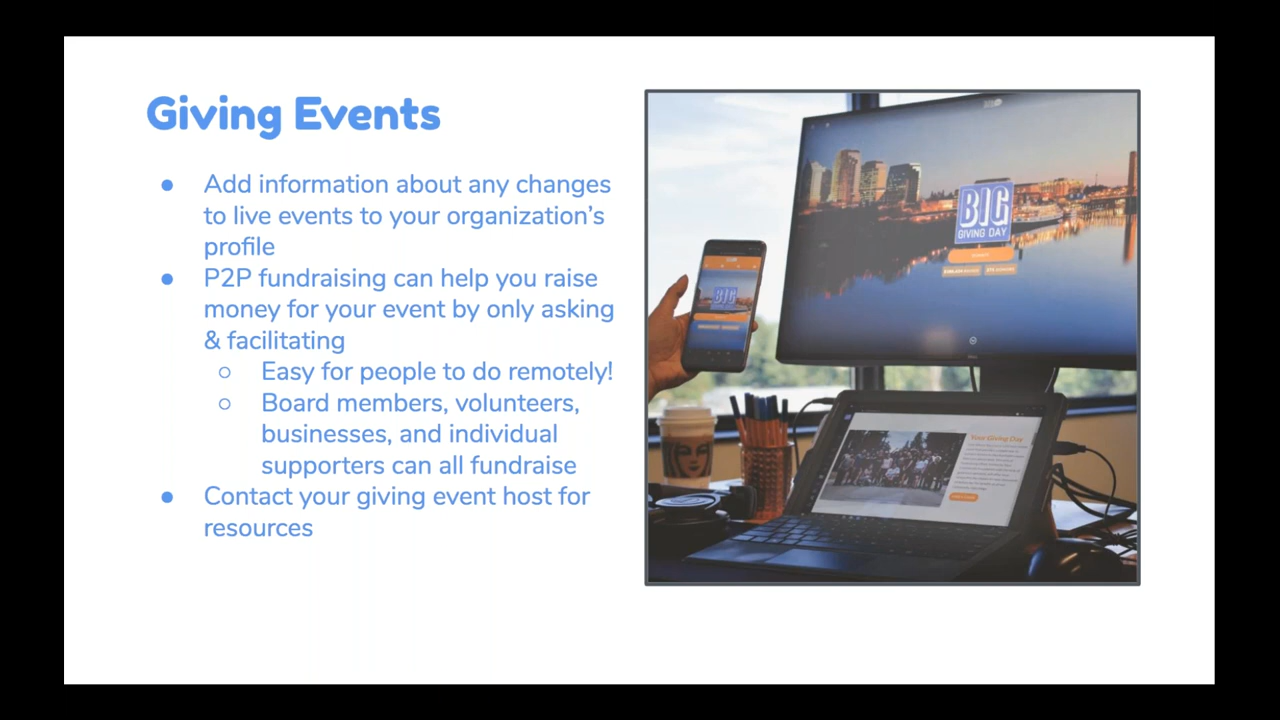 Giving Events
● Add information about any changes
to live events to your organization's
profile
● P2P fundraising can help you raise
money for your event by only asking
& facilitating
○ Easy for people to do remotely!
○ Board members, volunteers,
businesses, and individual
supporters can all fundraise
● Contact your giving event host for
resources
BIG
GIVING DAY
DONATE
BIG
Your Giving Day